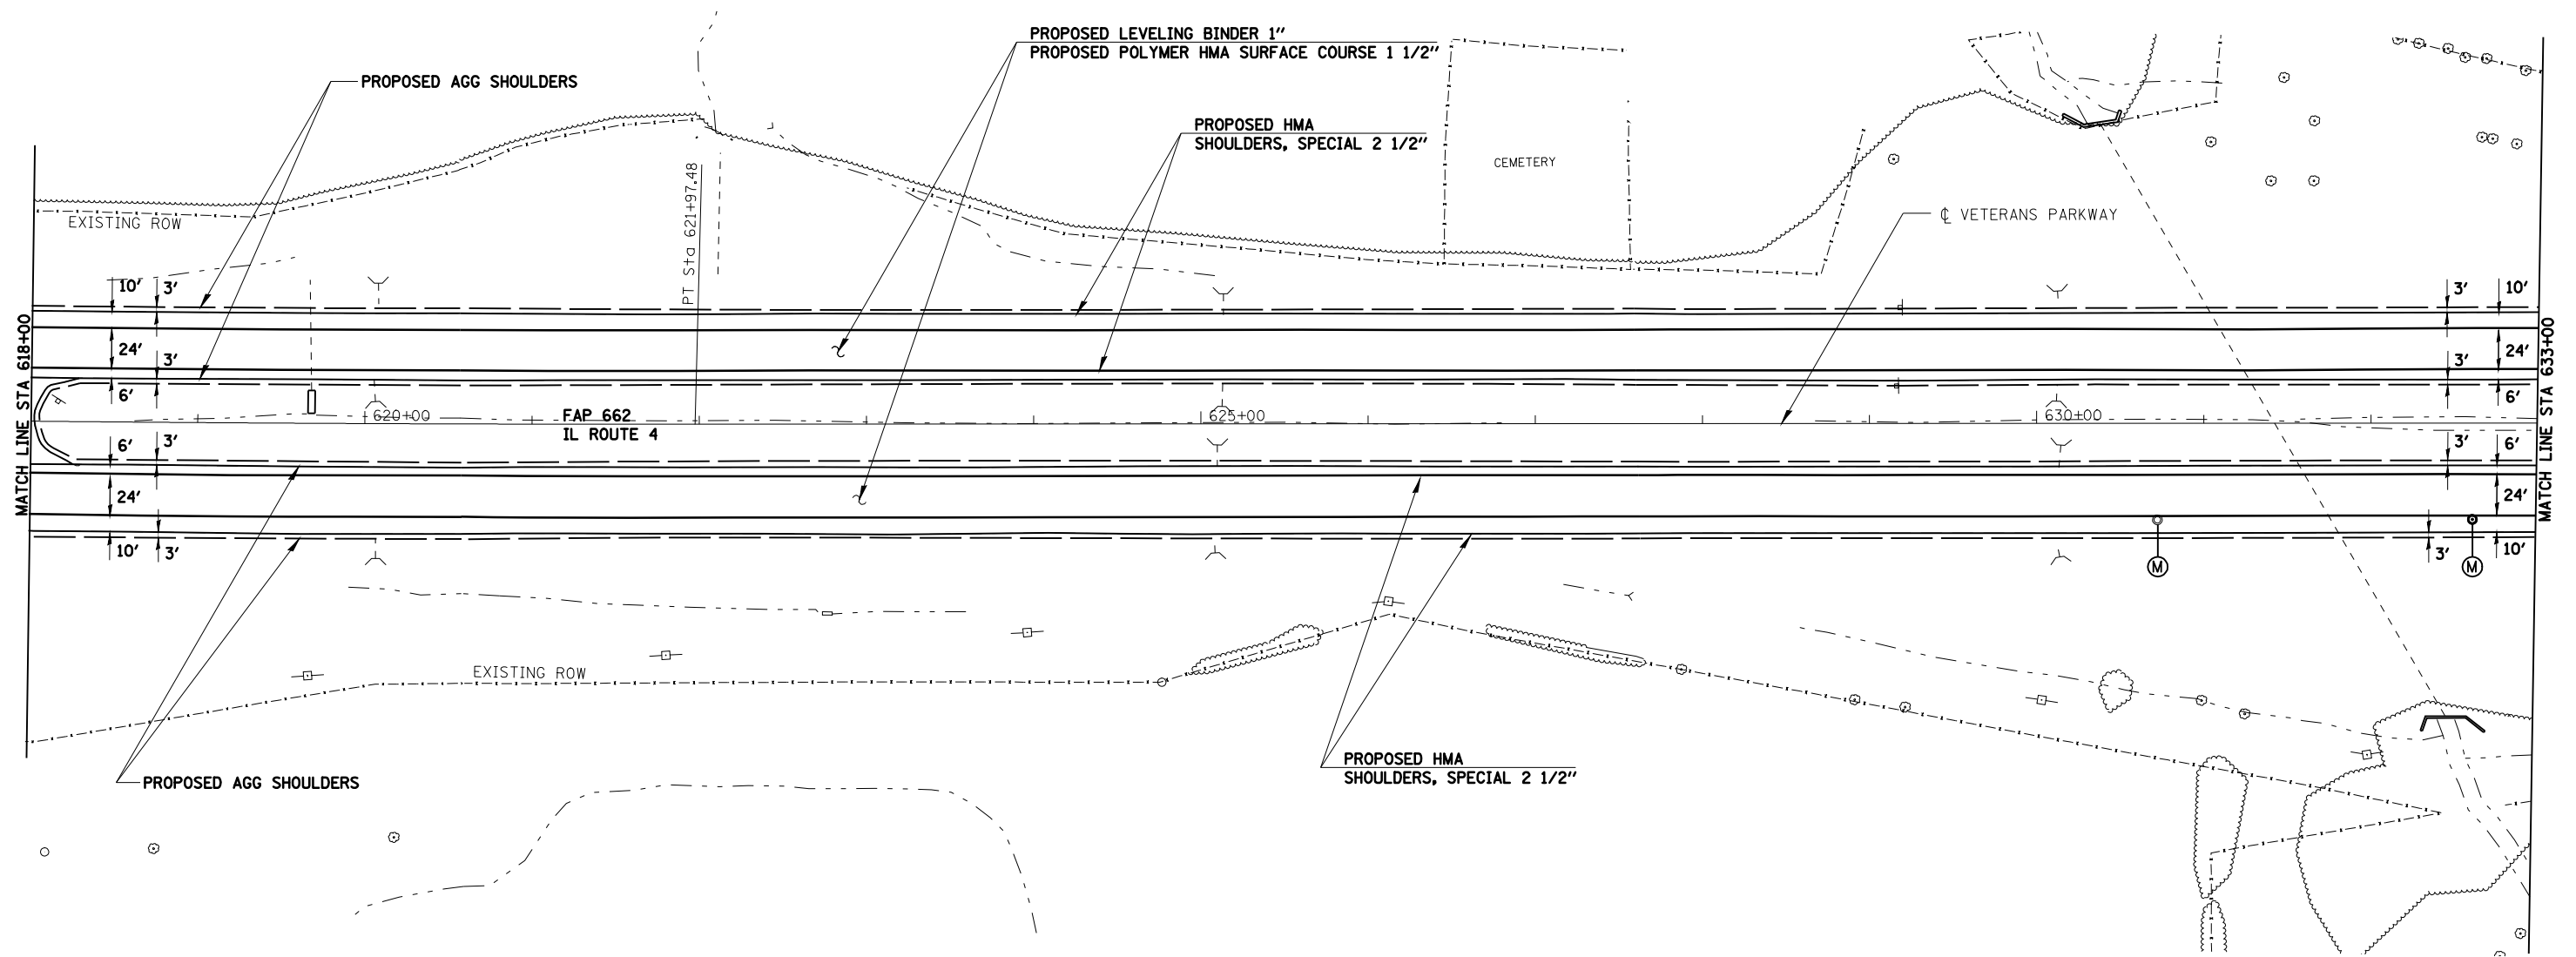 PROPOSED LEVELING BINDER 1"
PROPOSED POLYMER HMA SURFACE COURSE 1 1/2"
PROPOSED AGG SHOULDERS
PROPOSED HMA
SHOULDERS, SPECIAL 2 1/2"
CEMETERY
PT Sta 621+97.48
EXISTING ROW
℄ VETERANS PARKWAY
10' 3'
3' 10'
MATCH LINE STA 618+00
24'
3'
6'
24'
3'
6'
MATCH LINE STA 633+00
620+00
FAP 662
IL ROUTE 4
625+00
630+00
6' 3'
24'
10' 3'
3' 6'
24'
3' 10'
M
M
EXISTING ROW
PROPOSED AGG SHOULDERS
PROPOSED HMA
SHOULDERS, SPECIAL 2 1/2"